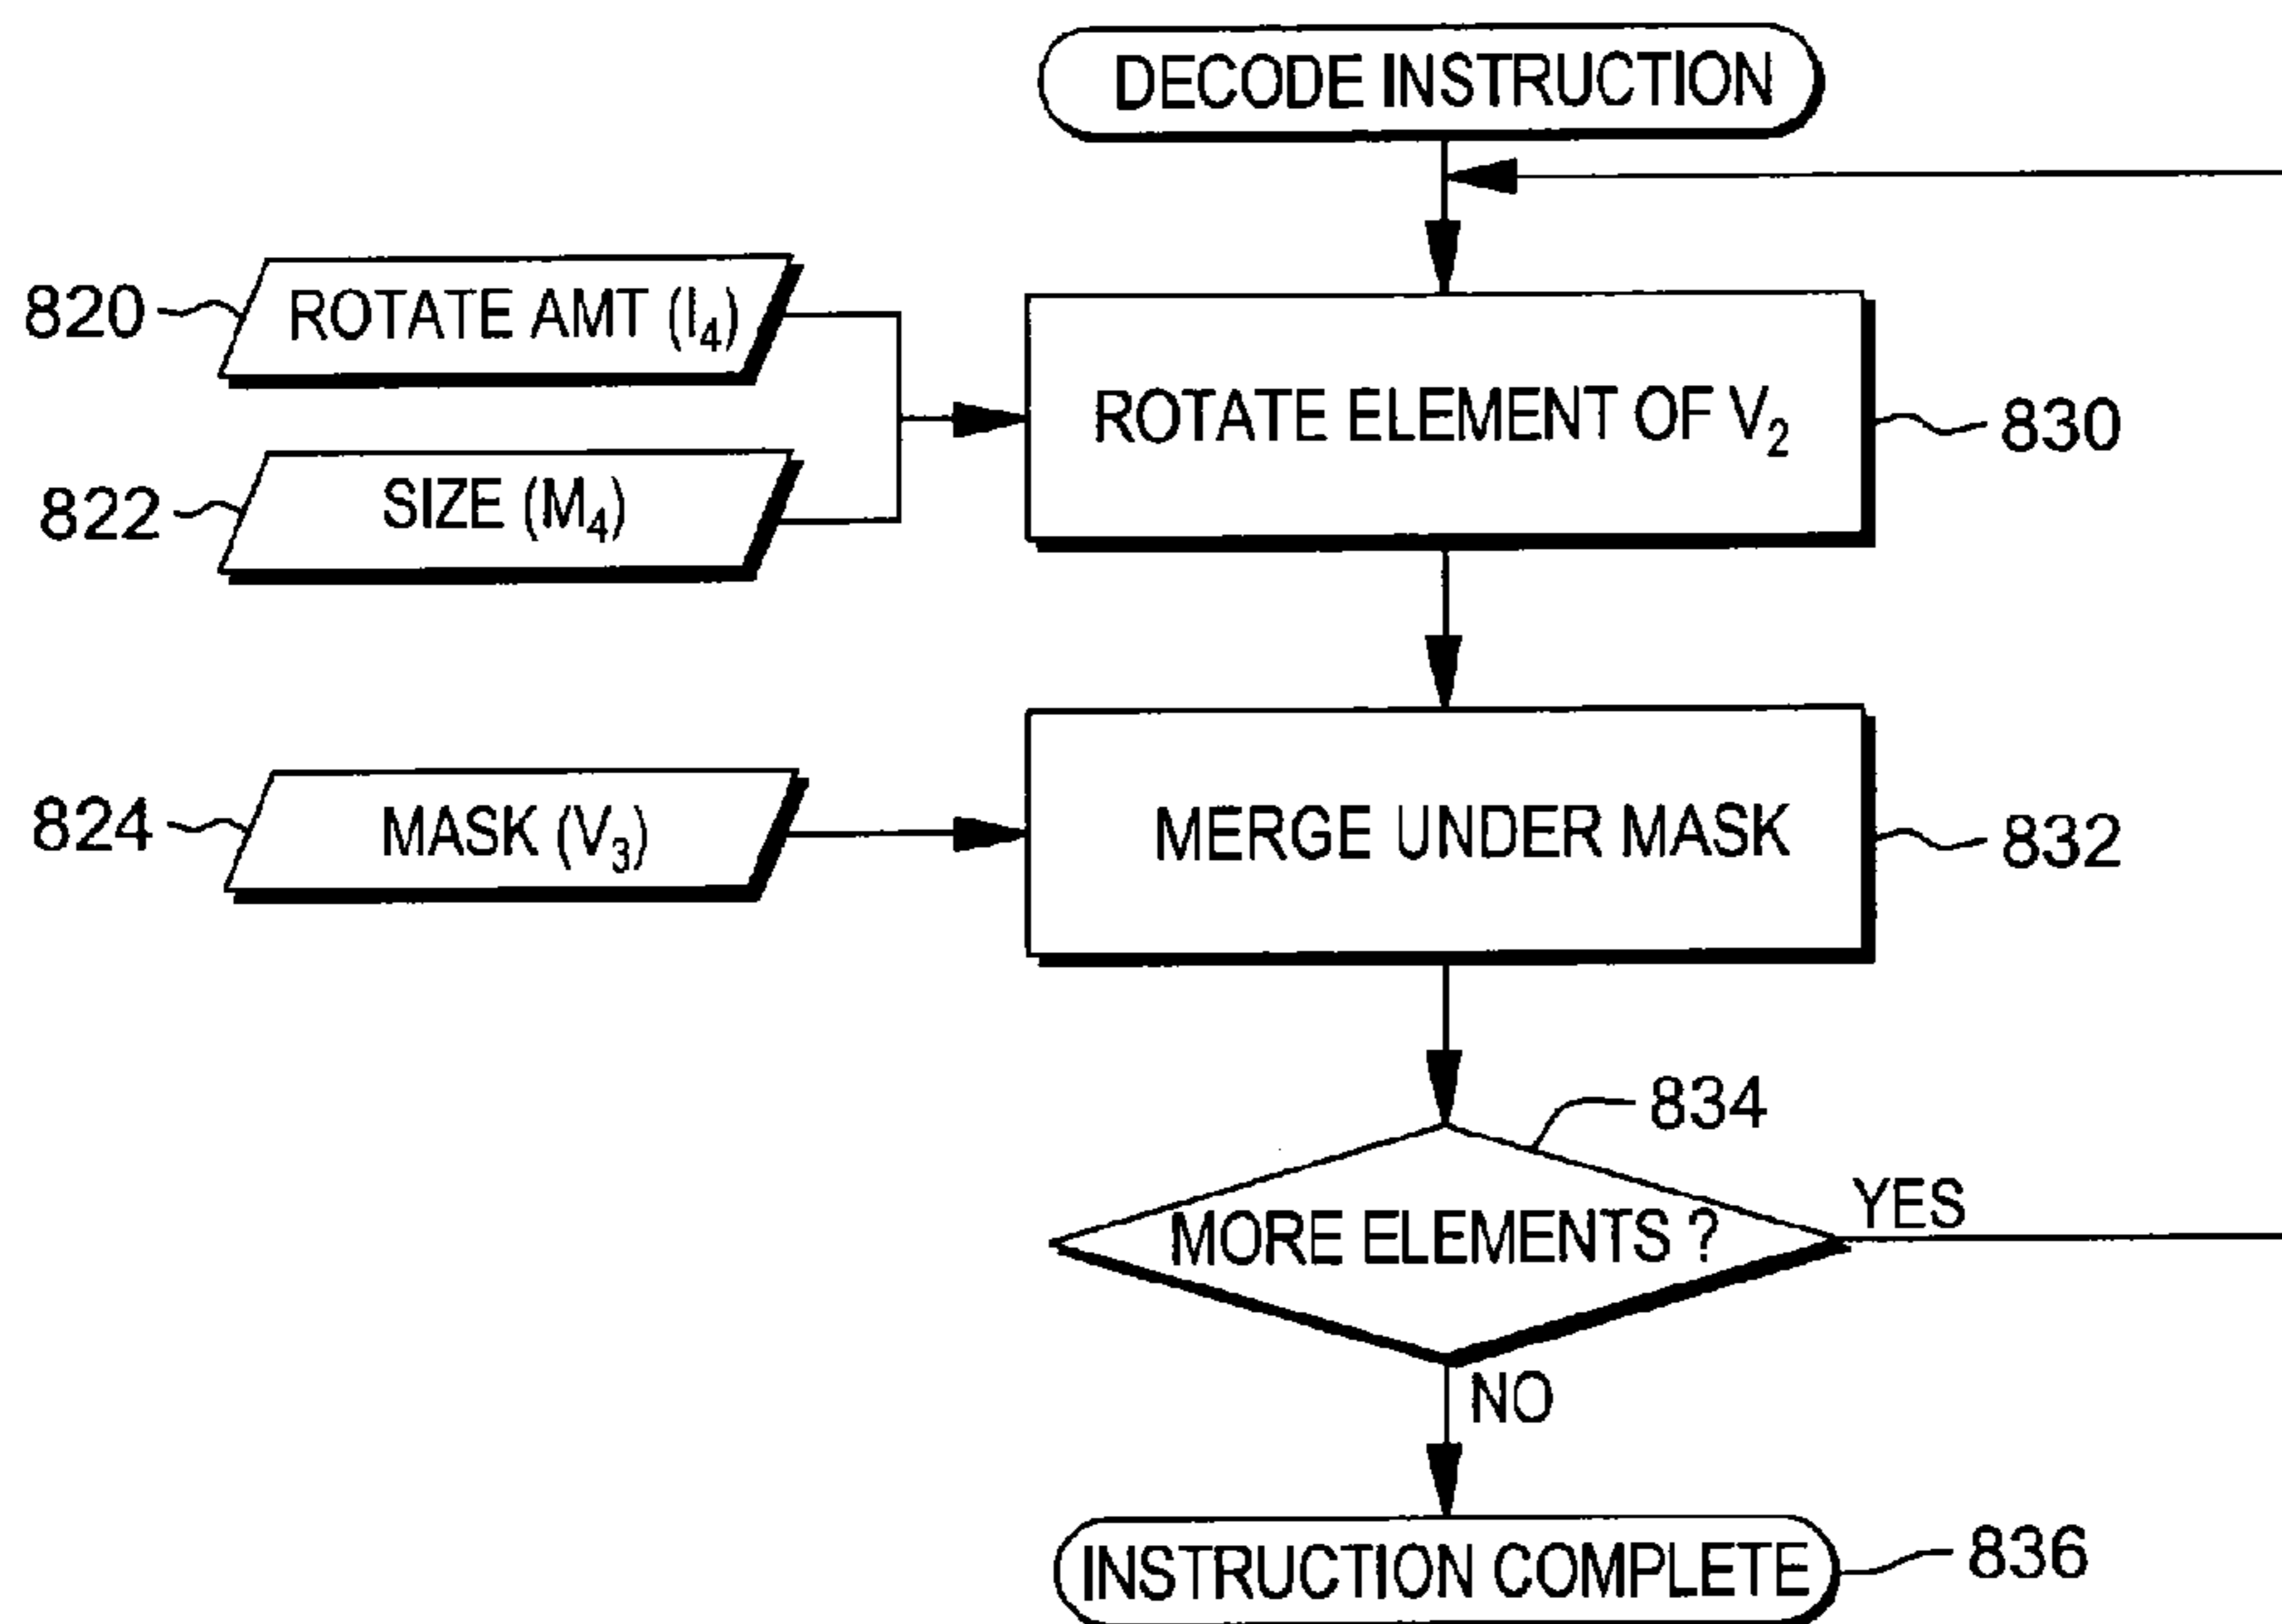 DECODE INSTRUCTION
820
ROTATE AMT (I₄)
822
SIZE (M₄)
ROTATE ELEMENT OF V₂
830
824
MASK (V₃)
MERGE UNDER MASK
832
834
MORE ELEMENTS ?
YES
NO
INSTRUCTION COMPLETE
836